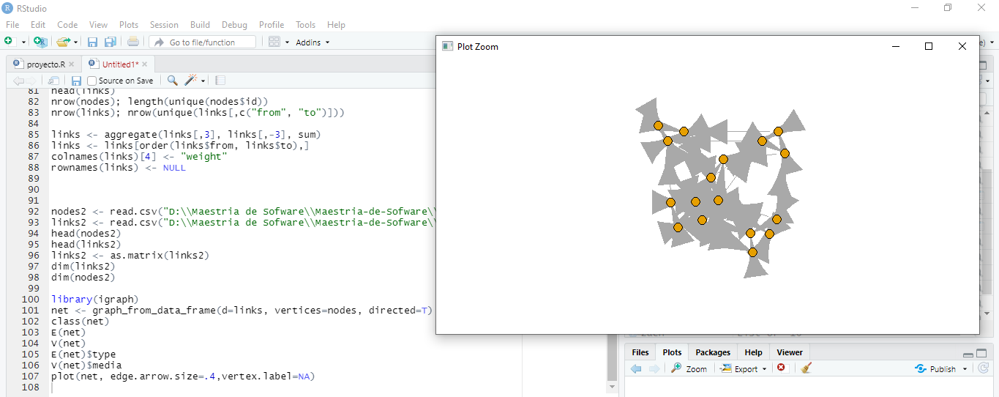 RStudio
File Edit Code View Plots Session Build Debug Profile Tools Help
Go to file/function Addins
Plot Zoom
proyecto.R Untitled1*
Source on Save
81 head(links)
82 nrow(nodes); length(unique(nodes$id))
83 nrow(links); nrow(unique(links[,c("from", "to")]))
84
85 links <- aggregate(links[,3], links[,-3], sum)
86 links <- links[order(links$from, links$to),]
87 colnames(links)[4] <- "weight"
88 rownames(links) <- NULL
89
90
91
92 nodes2 <- read.csv("D:\\Maestria de Sofware\\Maestria-de-Sofware\\
93 links2 <- read.csv("D:\\Maestria de Sofware\\Maestria-de-Sofware\\
94 head(nodes2)
95 head(links2)
96 links2 <- as.matrix(links2)
97 dim(links2)
98 dim(nodes2)
99
100 library(igraph)
101 net <- graph_from_data_frame(d=links, vertices=nodes, directed=T)
102 class(net)
103 E(net)
104 V(net)
105 E(net)$type
106 V(net)$media
107 plot(net, edge.arrow.size=.4,vertex.label=NA)
108
Files Plots Packages Help Viewer
Zoom Export Publish